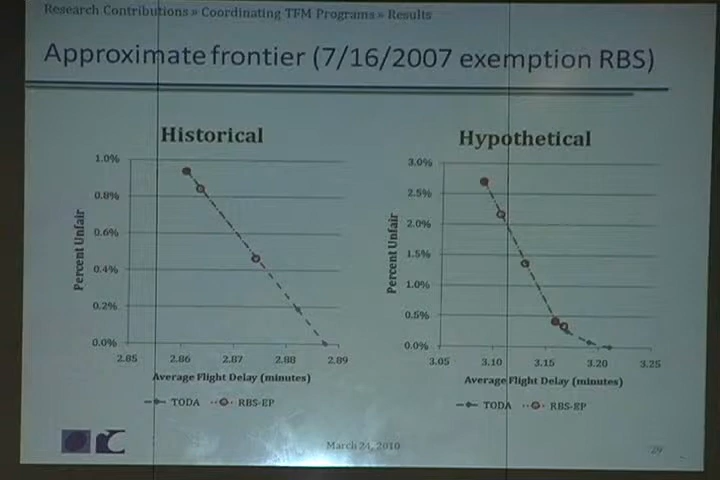 Research Contributions » Coordinating TFM Programs » Results
Approximate frontier (7/16/2007 exemption RBS)
Historical
Percent Unfair
1.0%
0.8%
0.6%
0.4%
0.2%
0.0%
2.85 2.86 2.87 2.88 2.89
Average Flight Delay (minutes)
TODA RBS-EP
Hypothetical
Percent Unfair
3.0%
2.5%
2.0%
1.5%
1.0%
0.5%
0.0%
3.05 3.10 3.15 3.20 3.25
Average Flight Delay (minutes)
TODA RBS-EP
March 24, 2010
29